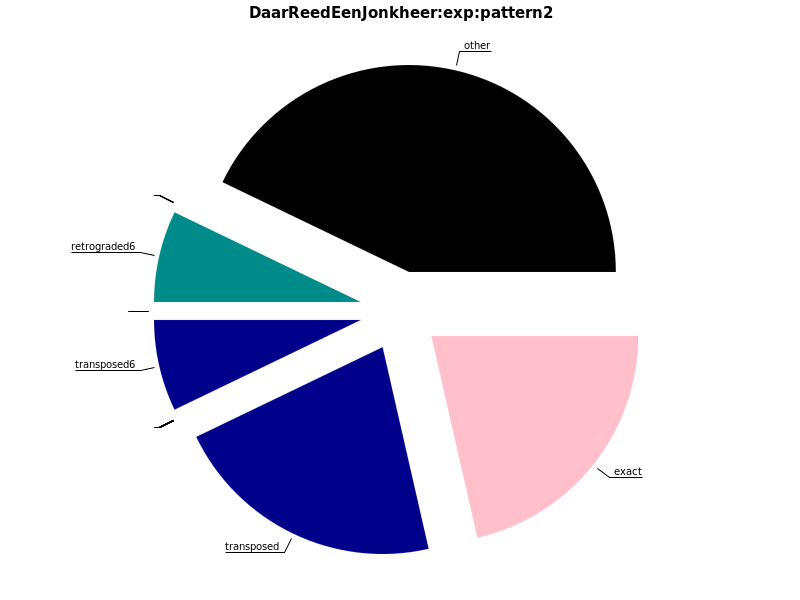 DaarReedEenJonkheer:exp:pattern2
other
retrograded6
transposed6
exact
transposed